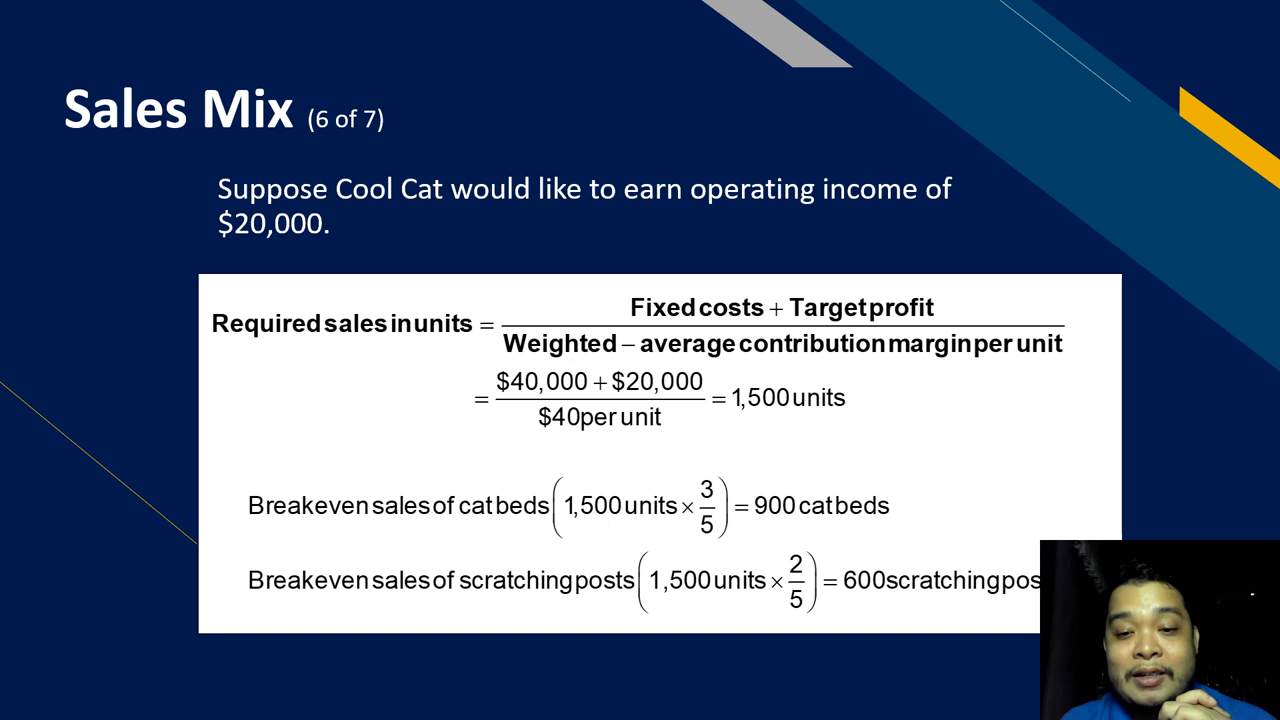 Sales Mix (6 of 7)
Suppose Cool Cat would like to earn operating income of
$20,000.
Required sales in units = Fixed costs + Target profit / Weighted − average contribution margin per unit
= $40,000 + $20,000 / $40 per unit = 1,500 units
Breakeven sales of cat beds (1,500 units × 3/5) = 900 cat beds
Breakeven sales of scratching posts (1,500 units × 2/5) = 600 scratching pos